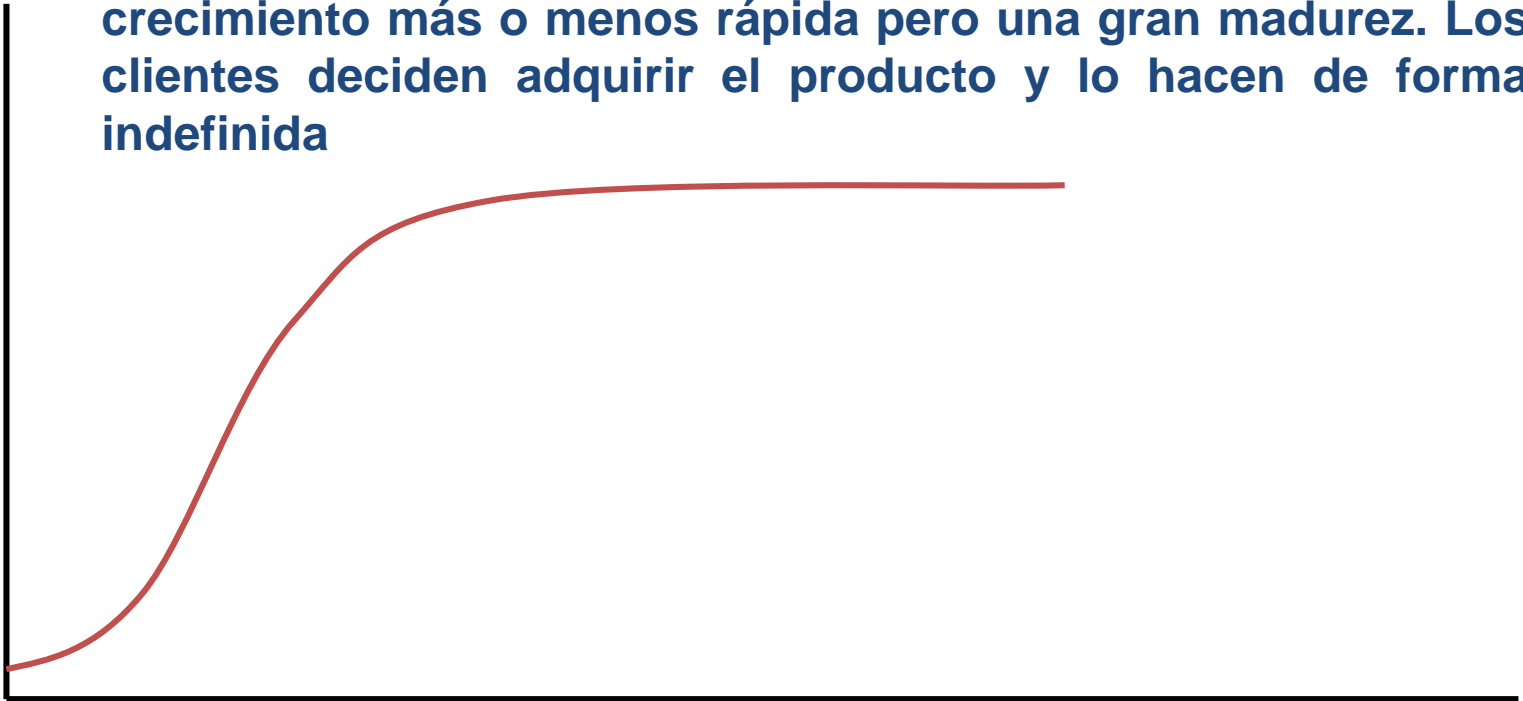 crecimiento más o menos rápida pero una gran madurez. Los
clientes deciden adquirir el producto y lo hacen de forma
indefinida